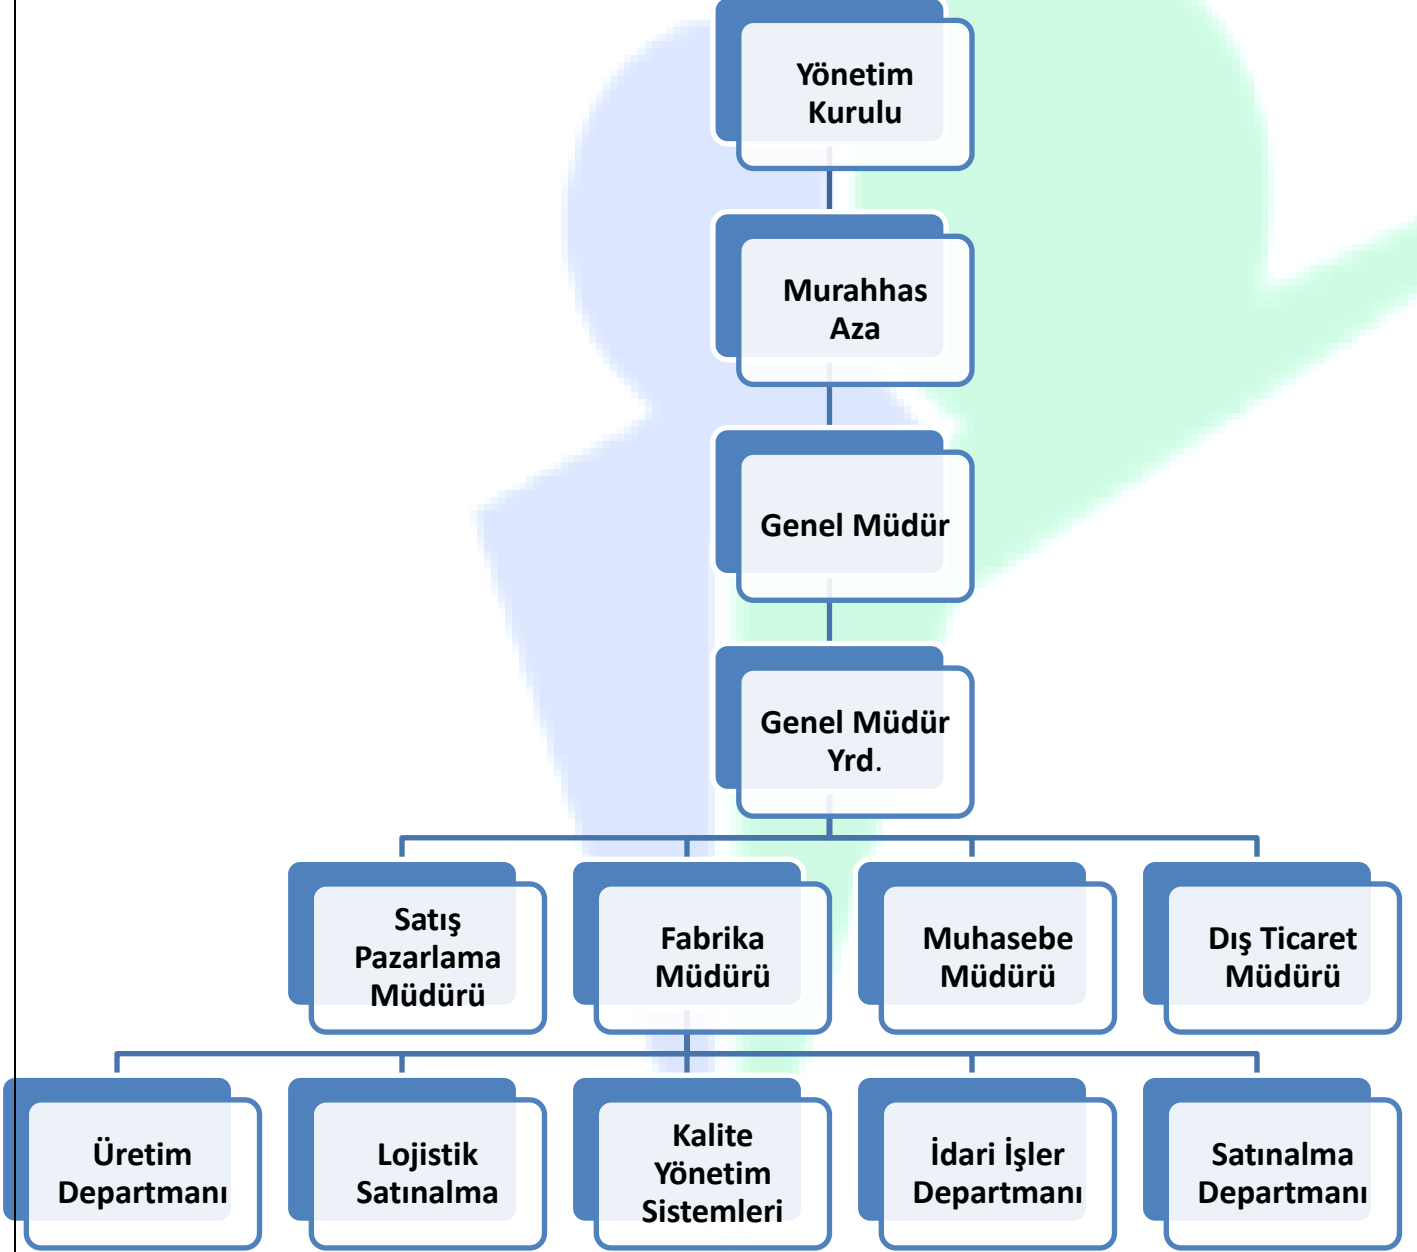 Yönetim
Kurulu
Murahhas
Aza
Genel Müdür
Genel Müdür
Yrd.
Satış
Pazarlama
Müdürü
Fabrika
Müdürü
Muhasebe
Müdürü
Dış Ticaret
Müdürü
Üretim
Departmanı
Lojistik
Satınalma
Kalite
Yönetim
Sistemleri
İdari İşler
Departmanı
Satınalma
Departmanı